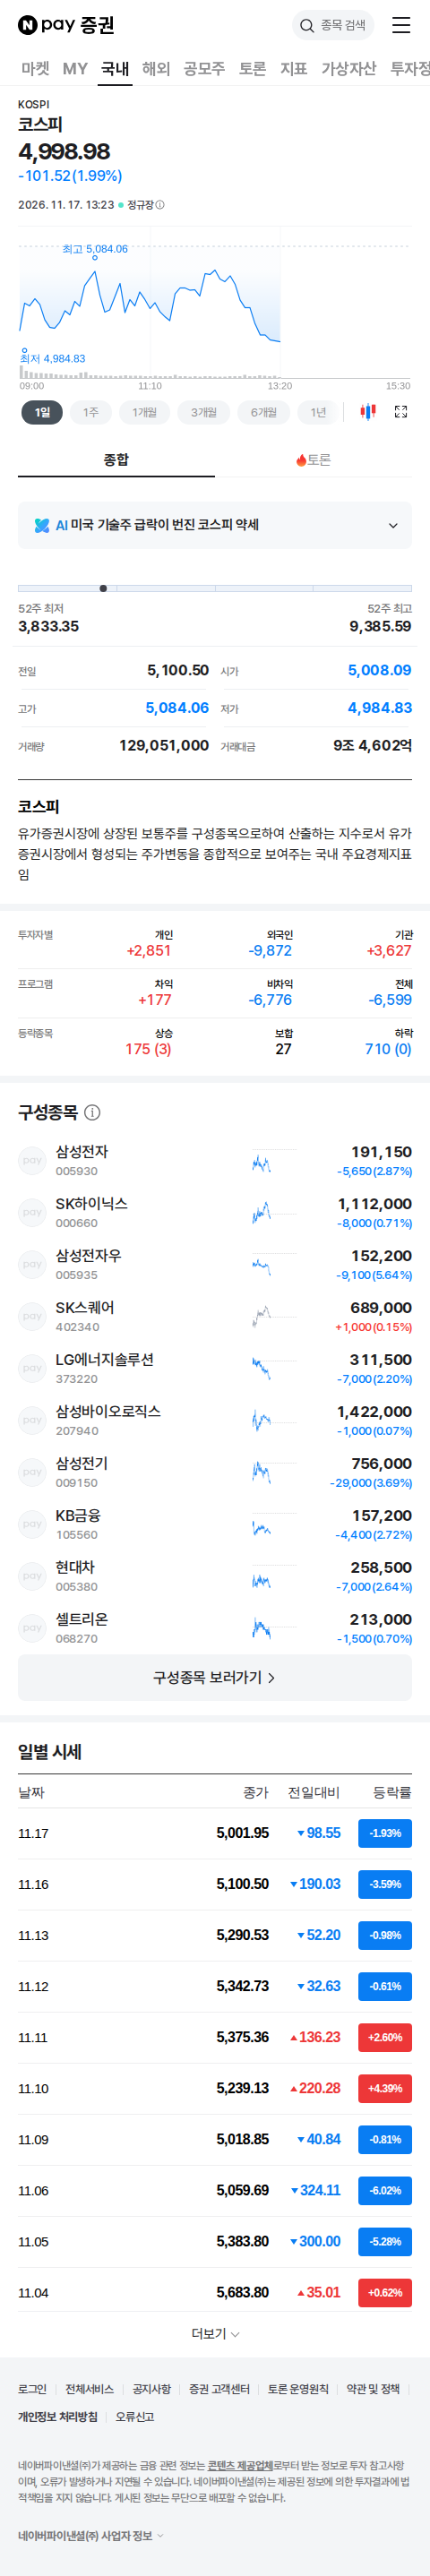 N pay 증권
종목 검색
마켓 MY 국내 해외 공모주 토론 지표 가상자산 투자정
KOSPI
코스피
4,998.98
-101.52(1.99%)
2026. 11. 17. 13:23 정규장
최고 5,084.06
최저 4,984.83
09:00 11:10 13:20 15:30
1일 1주 1개월 3개월 6개월 1년
종합 토론
AI 미국 기술주 급락이 번진 코스피 약세
52주 최저 52주 최고
3,833.35 9,385.59
전일 5,100.50 시가 5,008.09
고가 5,084.06 저가 4,984.83
거래량 129,051,000 거래대금 9조 4,602억
코스피
유가증권시장에 상장된 보통주를 구성종목으로하여 산출하는 지수로서 유가
증권시장에서 형성되는 주가변동을 종합적으로 보여주는 국내 주요경제지표
임
투자자별 개인 외국인 기관
+2,851 -9,872 +3,627
프로그램 차익 비차익 전체
+177 -6,776 -6,599
등락종목 상승 보합 하락
175 (3) 27 710 (0)
구성종목
pay 삼성전자 191,150
005930 -5,650(2.87%)
pay SK하이닉스 1,112,000
000660 -8,000(0.71%)
pay 삼성전자우 152,200
005935 -9,100(5.64%)
pay SK스퀘어 689,000
402340 +1,000(0.15%)
pay LG에너지솔루션 311,500
373220 -7,000(2.20%)
pay 삼성바이오로직스 1,422,000
207940 -1,000(0.07%)
pay 삼성전기 756,000
009150 -29,000(3.69%)
pay KB금융 157,200
105560 -4,400(2.72%)
pay 현대차 258,500
005380 -7,000(2.64%)
pay 셀트리온 213,000
068270 -1,500(0.70%)
구성종목 보러가기
일별 시세
날짜 종가 전일대비 등락률
11.17 5,001.95 ▼98.55 -1.93%
11.16 5,100.50 ▼190.03 -3.59%
11.13 5,290.53 ▼52.20 -0.98%
11.12 5,342.73 ▼32.63 -0.61%
11.11 5,375.36 ▲136.23 +2.60%
11.10 5,239.13 ▲220.28 +4.39%
11.09 5,018.85 ▼40.84 -0.81%
11.06 5,059.69 ▼324.11 -6.02%
11.05 5,383.80 ▼300.00 -5.28%
11.04 5,683.80 ▲35.01 +0.62%
더보기
로그인 전체서비스 공지사항 증권 고객센터 토론 운영원칙 약관 및 정책
개인정보 처리방침 오류신고
네이버파이낸셜㈜가 제공하는 금융 관련 정보는 콘텐츠 제공업체로부터 받는 정보로 투자 참고사항
이며, 오류가 발생하거나 지연될 수 있습니다. 네이버파이낸셜㈜는 제공된 정보에 의한 투자결과에 법
적책임을 지지 않습니다. 게시된 정보는 무단으로 배포할 수 없습니다.
네이버파이낸셜㈜ 사업자 정보